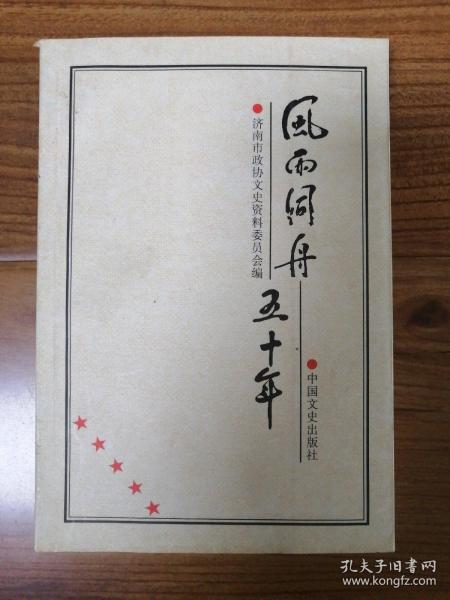 風雨同舟
五十年
济南市政协文史资料委员会编
中国文史出版社
孔夫子旧书网
www.kongfz.com